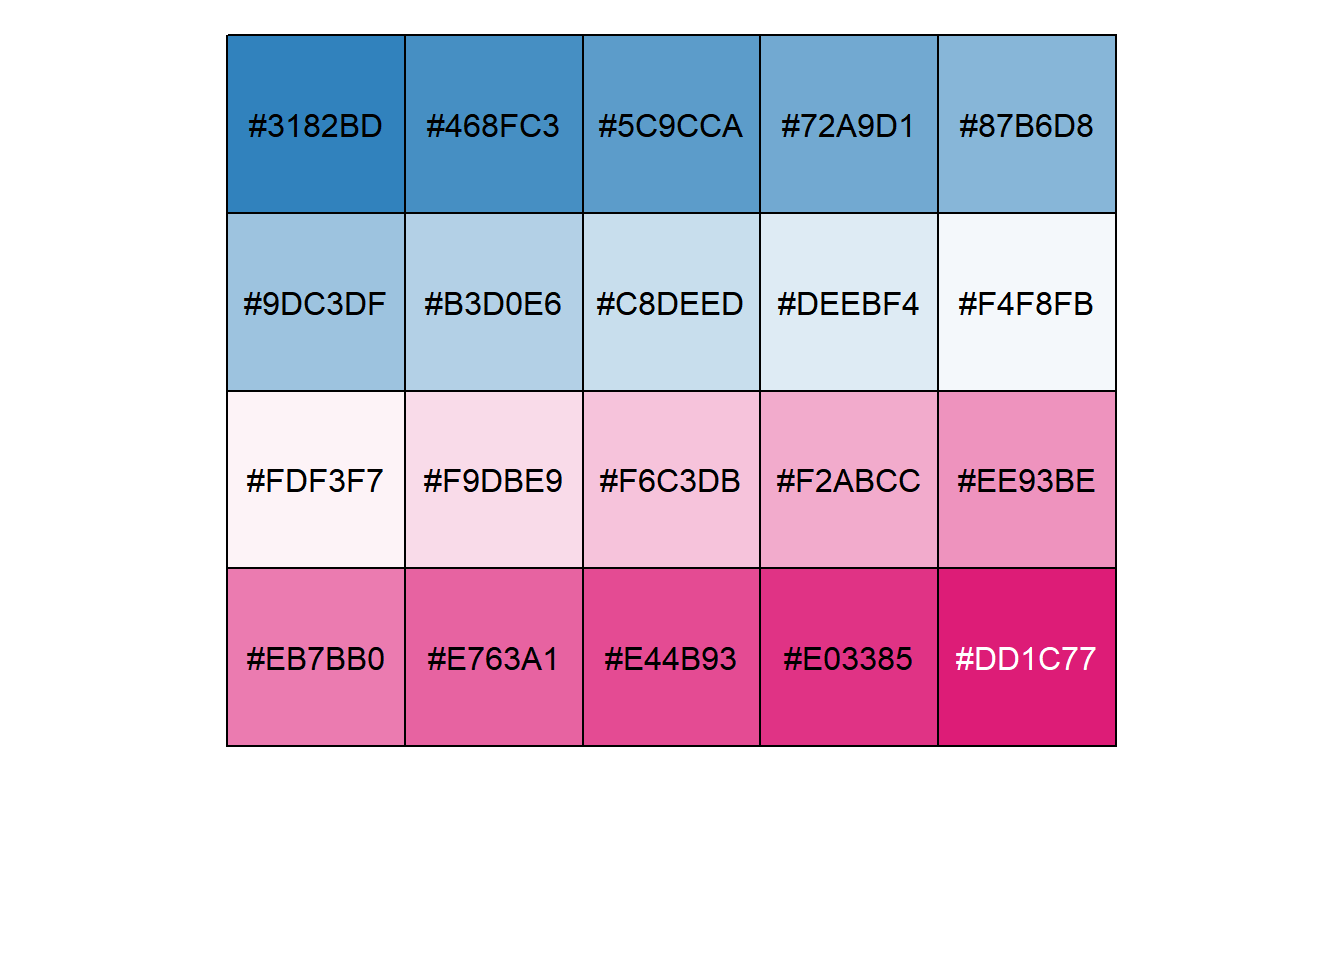 #3182BD #468FC3 #5C9CCA #72A9D1 #87B6D8
#9DC3DF #B3D0E6 #C8DEED #DEEBF4 #F4F8FB
#FDF3F7 #F9DBE9 #F6C3DB #F2ABCC #EE93BE
#EB7BB0 #E763A1 #E44B93 #E03385 #DD1C77